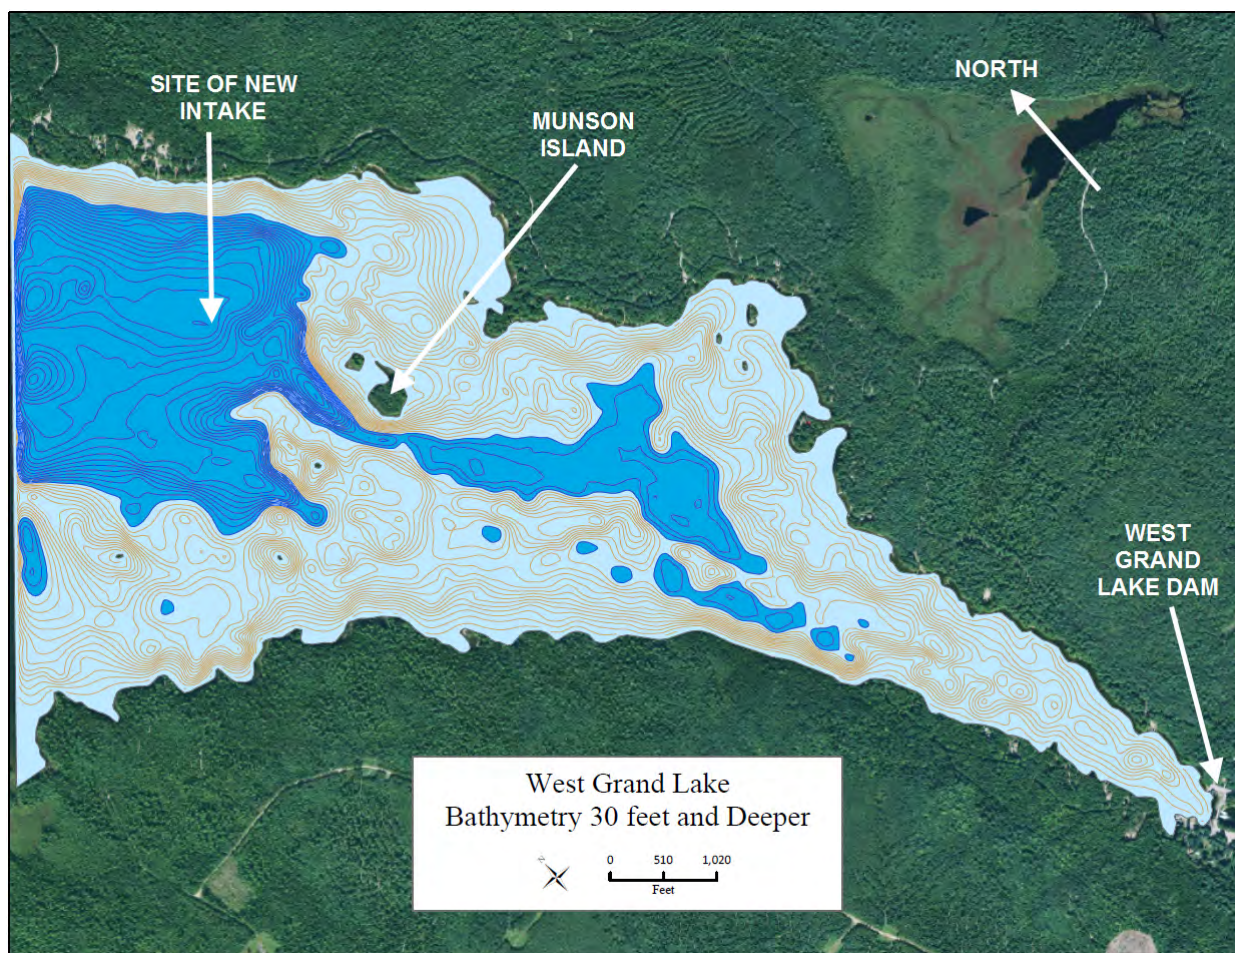 SITE OF NEW
INTAKE
MUNSON
ISLAND
NORTH
WEST
GRAND
LAKE DAM
West Grand Lake
Bathymetry 30 feet and Deeper
N
0 510 1,020
Feet